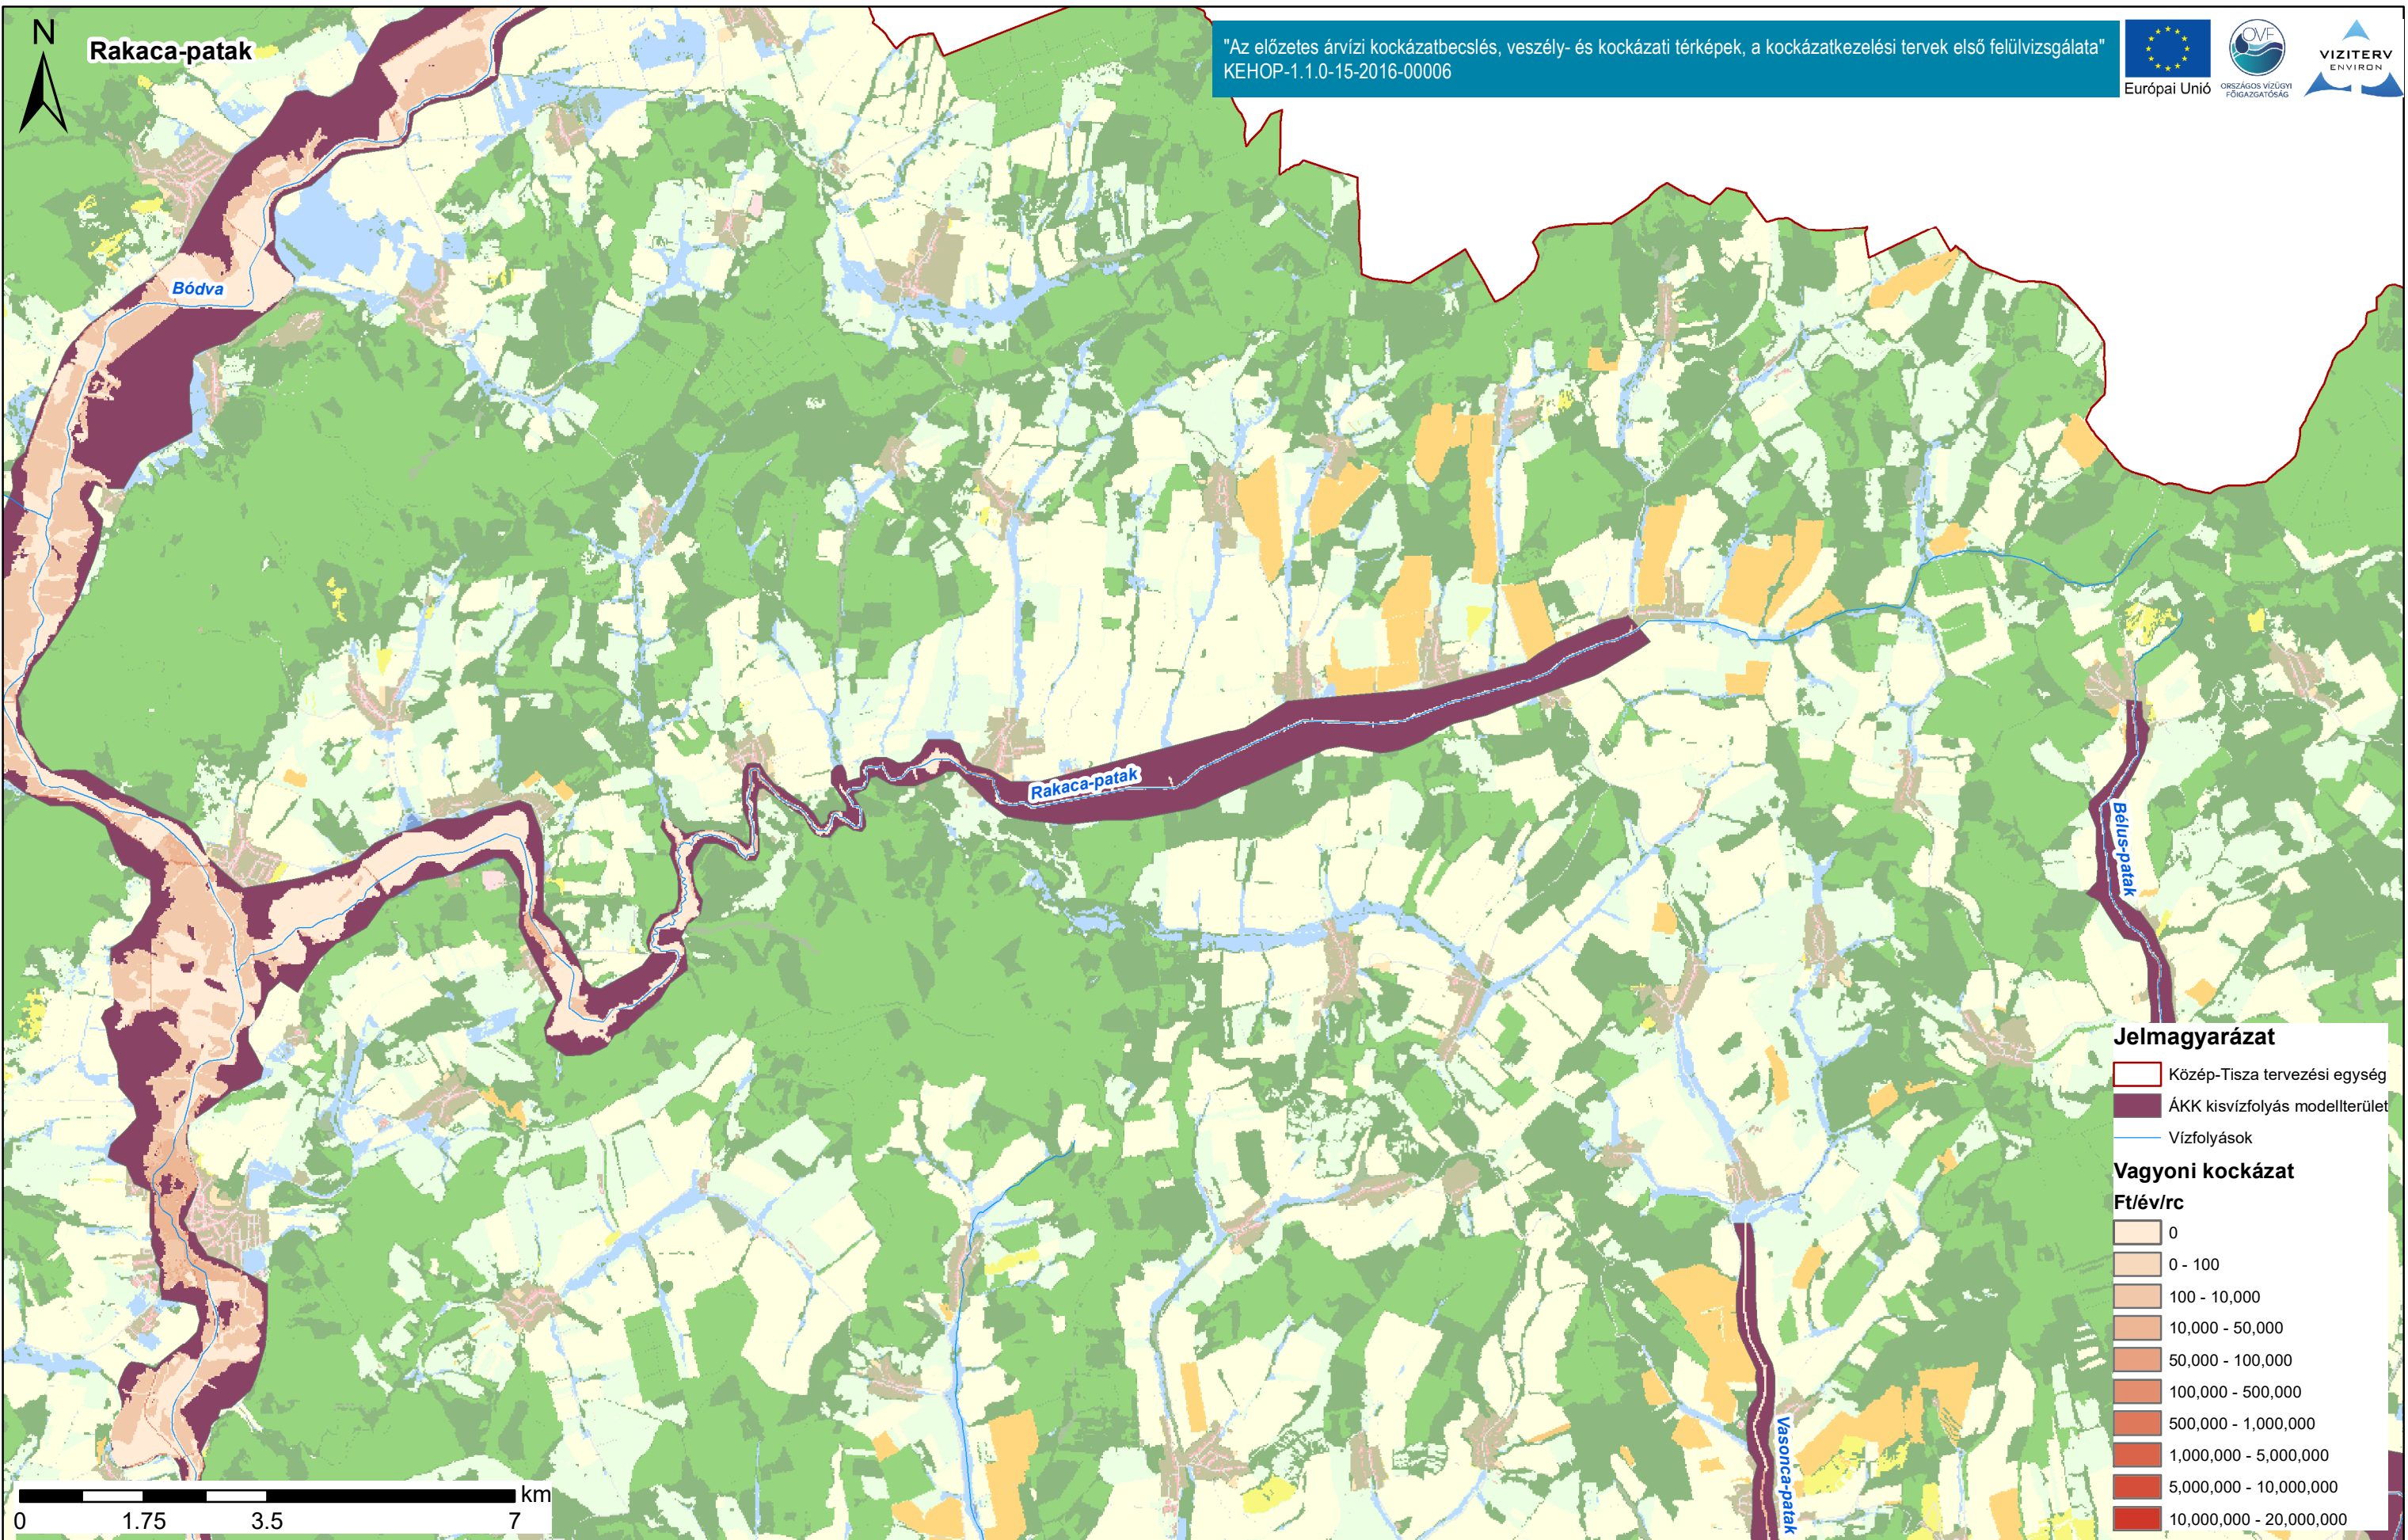 N
Rakaca-patak
"Az előzetes árvízi kockázatbecslés, veszély- és kockázati térképek, a kockázatkezelési tervek első felülvizsgálata"
KEHOP-1.1.0-15-2016-00006
Európai Unió
OVF
ORSZÁGOS VÍZÜGYI
FŐIGAZGATÓSÁG
VIZITERV
ENVIRON
Bódva
Rakaca-patak
Bélus-patak
Vasonca-patak
Jelmagyarázat
Közép-Tisza tervezési egység
ÁKK kisvízfolyás modellterület
Vízfolyások
Vagyoni kockázat
Ft/év/rc
0
0 - 100
100 - 10,000
10,000 - 50,000
50,000 - 100,000
100,000 - 500,000
500,000 - 1,000,000
1,000,000 - 5,000,000
5,000,000 - 10,000,000
10,000,000 - 20,000,000
km
0 1.75 3.5 7